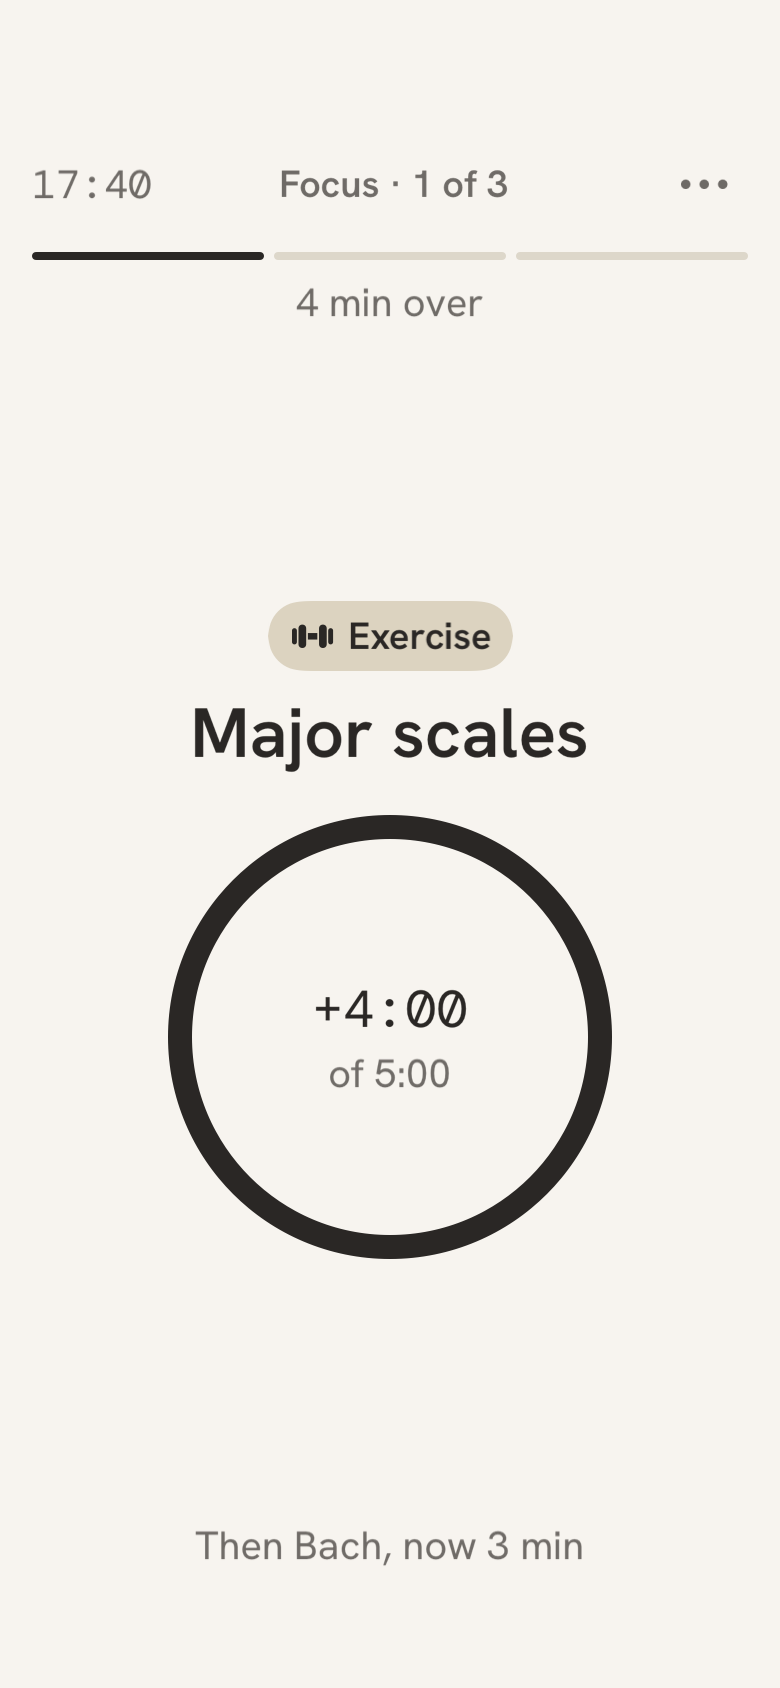 17:40
Focus · 1 of 3
4 min over
Exercise
Major scales
+4:00
of 5:00
Then Bach, now 3 min